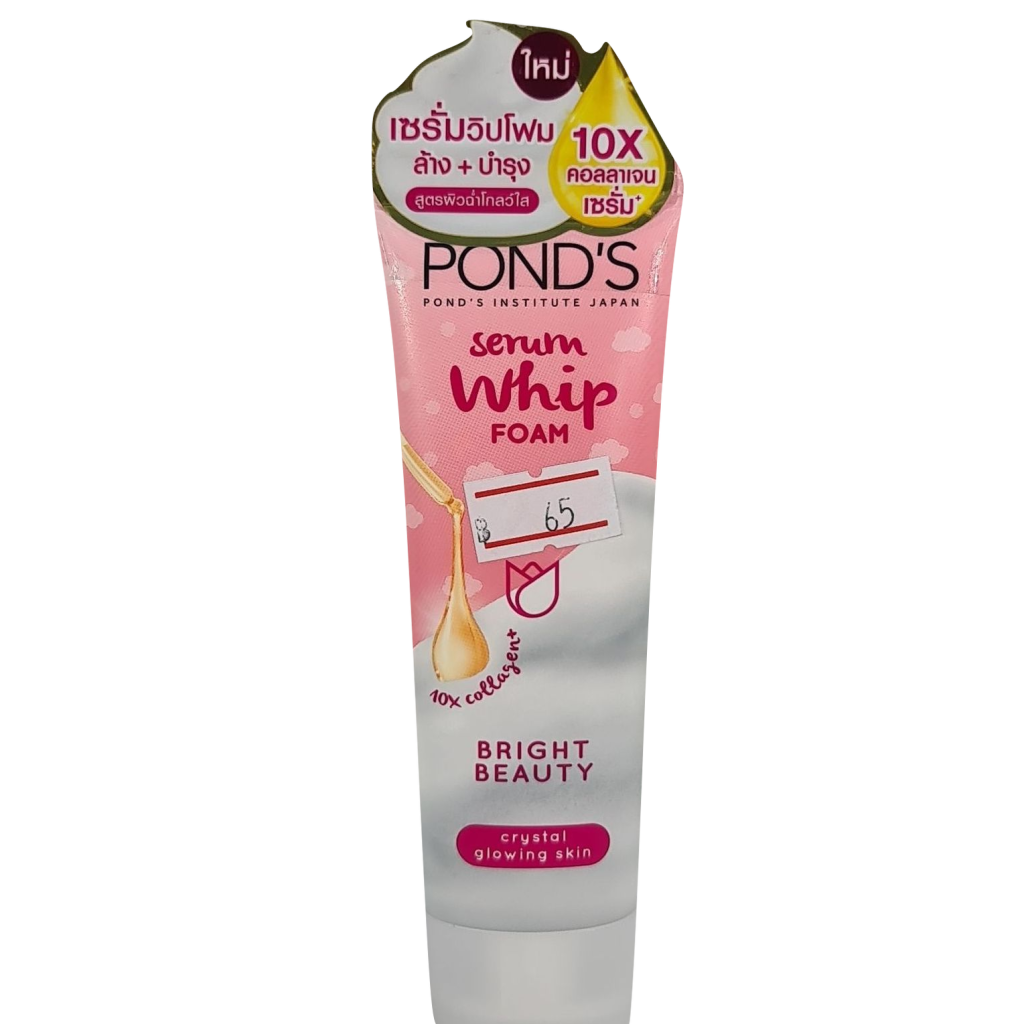 ใหม่
เซรั่มวิปโฟม
ล้าง + บำรุง
สูตรผิวฉ่ำโกลว์ใส
10X
คอลลาเจน
เซรั่ม+
POND'S
POND'S INSTITUTE JAPAN
serum
Whip
FOAM
฿ 65
10x collagen+
BRIGHT
BEAUTY
crystal
glowing skin